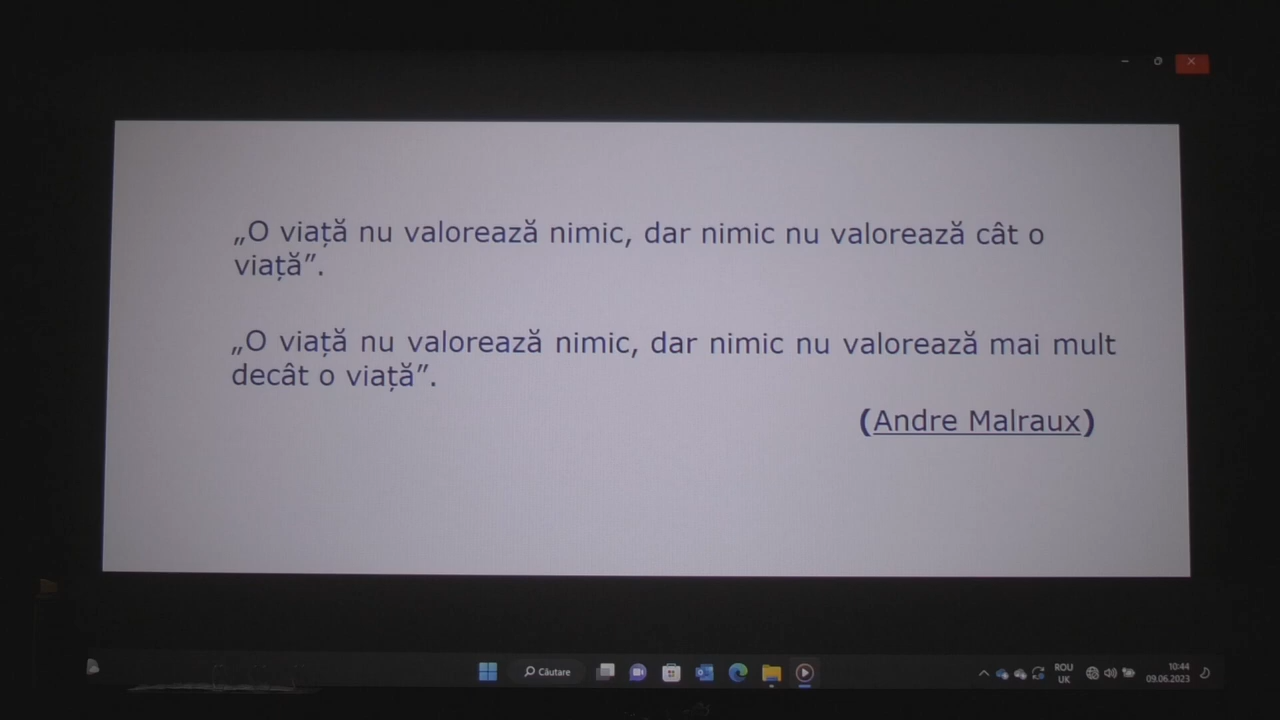 „O viață nu valorează nimic, dar nimic nu valorează cât o
viață”.
„O viață nu valorează nimic, dar nimic nu valorează mai mult
decât o viață”.
(Andre Malraux)
Căutare
ROU
UK
10:44
09.06.2023